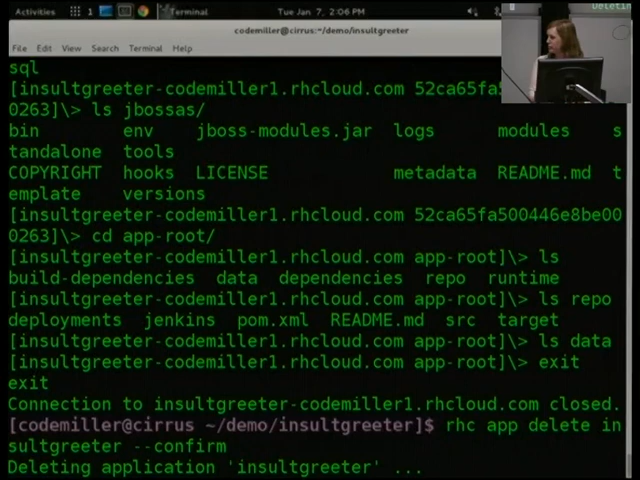 Activities 1 Terminal Tue Jan 7, 2:06 PM
Deletin
codemiller@cirrus:~/demo/insultgreeter
File Edit View Search Terminal Help
sql
[insultgreeter-codemiller1.rhcloud.com 52ca65fa5
0263]\> ls jbossas/
bin env jboss-modules.jar logs modules s
tandalone tools
COPYRIGHT hooks LICENSE metadata README.md t
emplate versions
[insultgreeter-codemiller1.rhcloud.com 52ca65fa500446e8be00
0263]\> cd app-root/
[insultgreeter-codemiller1.rhcloud.com app-root]\> ls
build-dependencies data dependencies repo runtime
[insultgreeter-codemiller1.rhcloud.com app-root]\> ls repo
deployments jenkins pom.xml README.md src target
[insultgreeter-codemiller1.rhcloud.com app-root]\> ls data
[insultgreeter-codemiller1.rhcloud.com app-root]\> exit
exit
Connection to insultgreeter-codemiller1.rhcloud.com closed.
[codemiller@cirrus ~/demo/insultgreeter]$ rhc app delete in
sultgreeter --confirm
Deleting application 'insultgreeter' ...